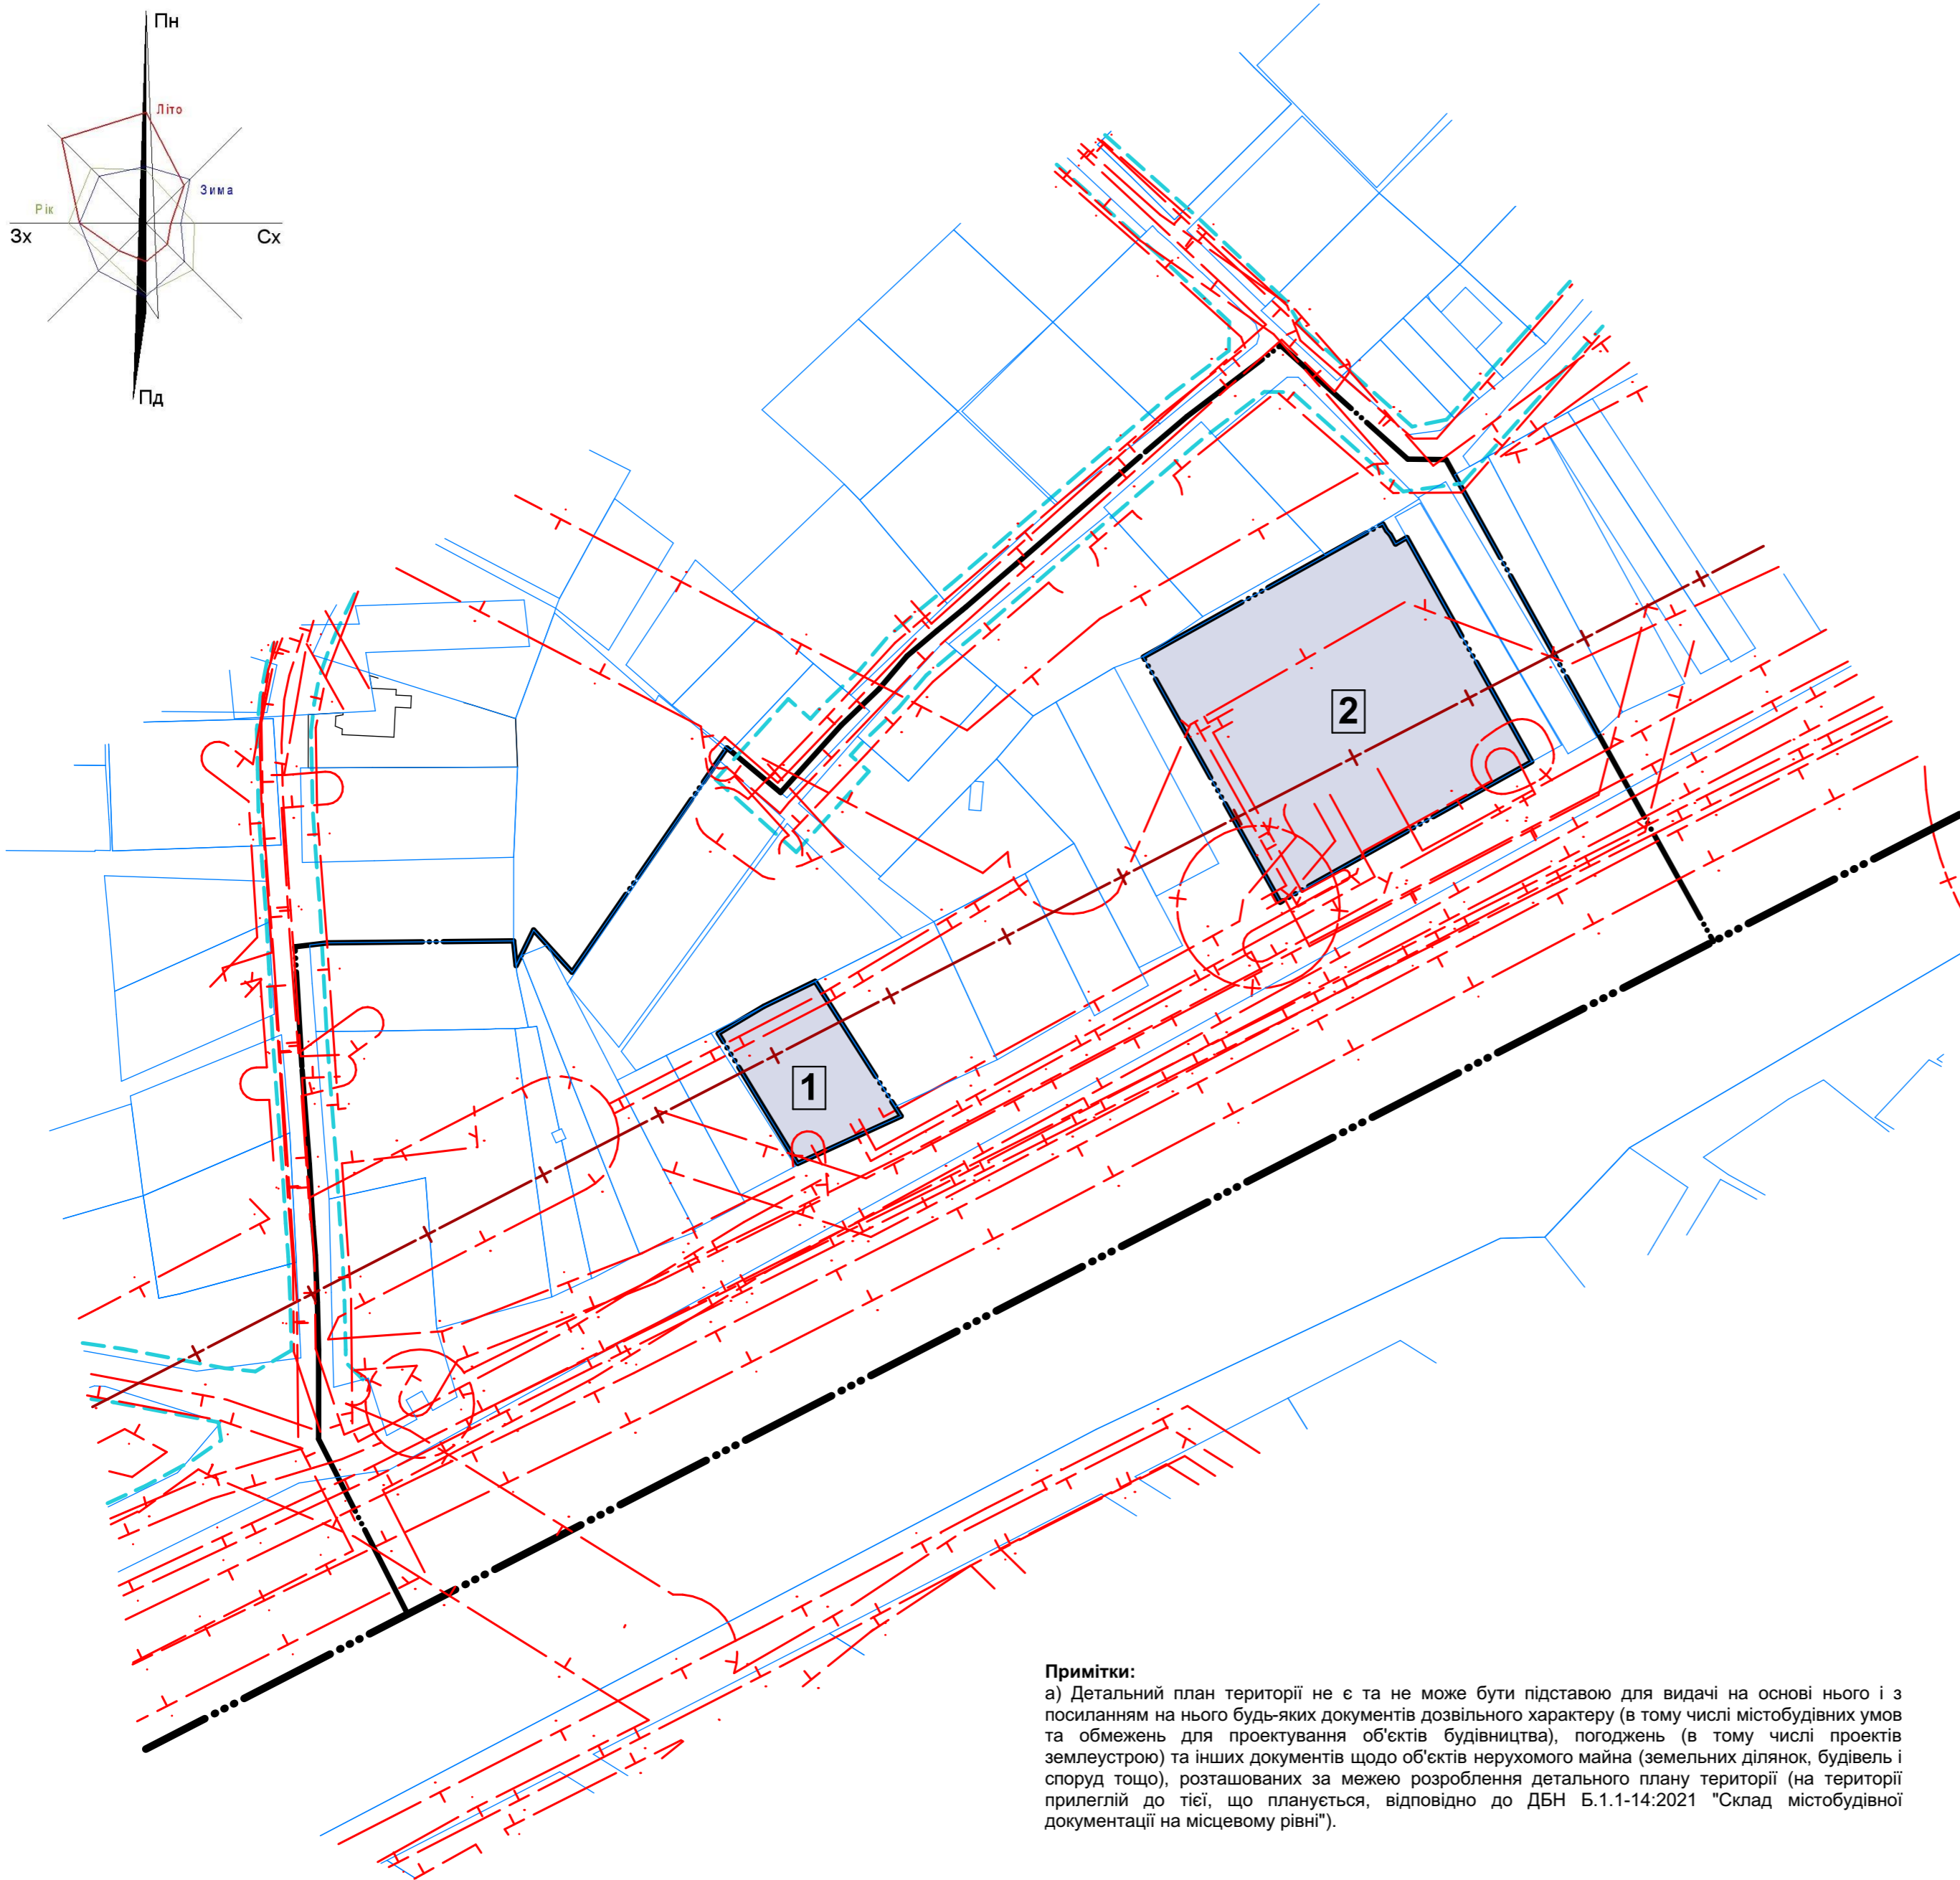 Пн
Літо
Зима
Рік
Зх
Сх
Пд
2
1
Примітки:
а) Детальний план території не є та не може бути підставою для видачі на основі нього і з
посиланням на нього будь-яких документів дозвільного характеру (в тому числі містобудівних умов
та обмежень для проектування об'єктів будівництва), погоджень (в тому числі проектів
землеустрою) та інших документів щодо об'єктів нерухомого майна (земельних ділянок, будівель і
споруд тощо), розташованих за межею розроблення детального плану території (на території
прилеглій до тієї, що планується, відповідно до ДБН Б.1.1-14:2021 "Склад містобудівної
документації на місцевому рівні").